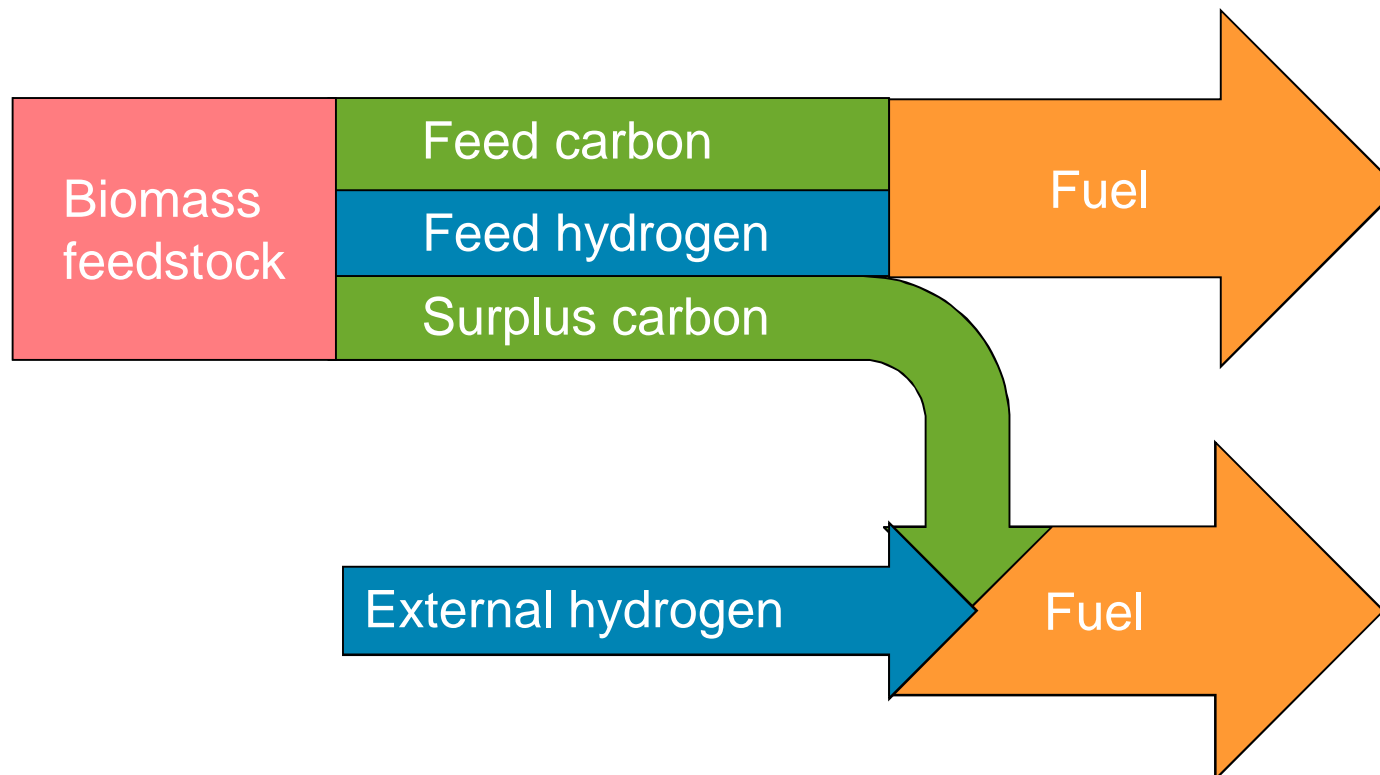 Feed carbon
Biomass
feedstock
Fuel
Feed hydrogen
Surplus carbon
External hydrogen
Fuel